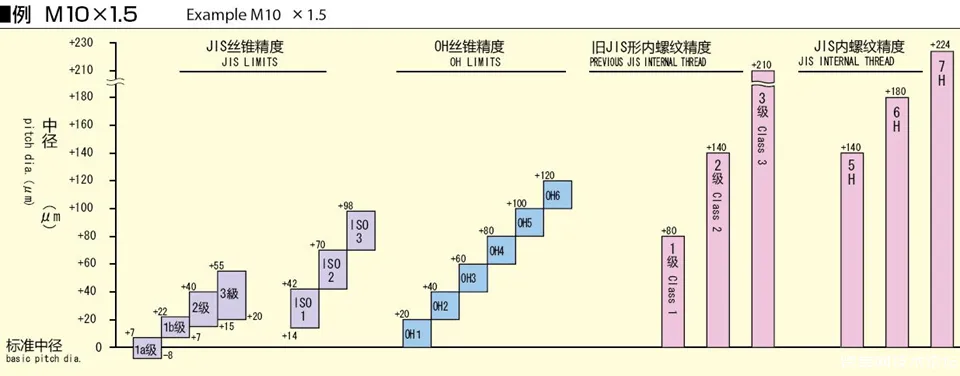 ■例 M10×1.5 Example M10 ×1.5
JIS丝锥精度
JIS LIMITS
OH丝锥精度
OH LIMITS
旧JIS形内螺纹精度
PREVIOUS JIS INTERNAL THREAD
JIS内螺纹精度
JIS INTERNAL THREAD
中径
pitch dia. (μm)
(μm)
+230
+210
+180
+160
+140
+120
+100
+80
+60
+40
+20
0
标准中径
basic pitch dia.
+7
1a级
-8
+22
1b级
+7
+40
2级
+15
+55
3級
+20
+42
ISO 1
+14
+70
ISO 2
+98
ISO 3
+20
OH1
+40
OH2
+60
OH3
+80
OH4
+100
OH5
+120
OH6
+80
1级 Class 1
+140
2级 Class 2
+210
3级 Class 3
+140
5H
+180
6H
+224
7H